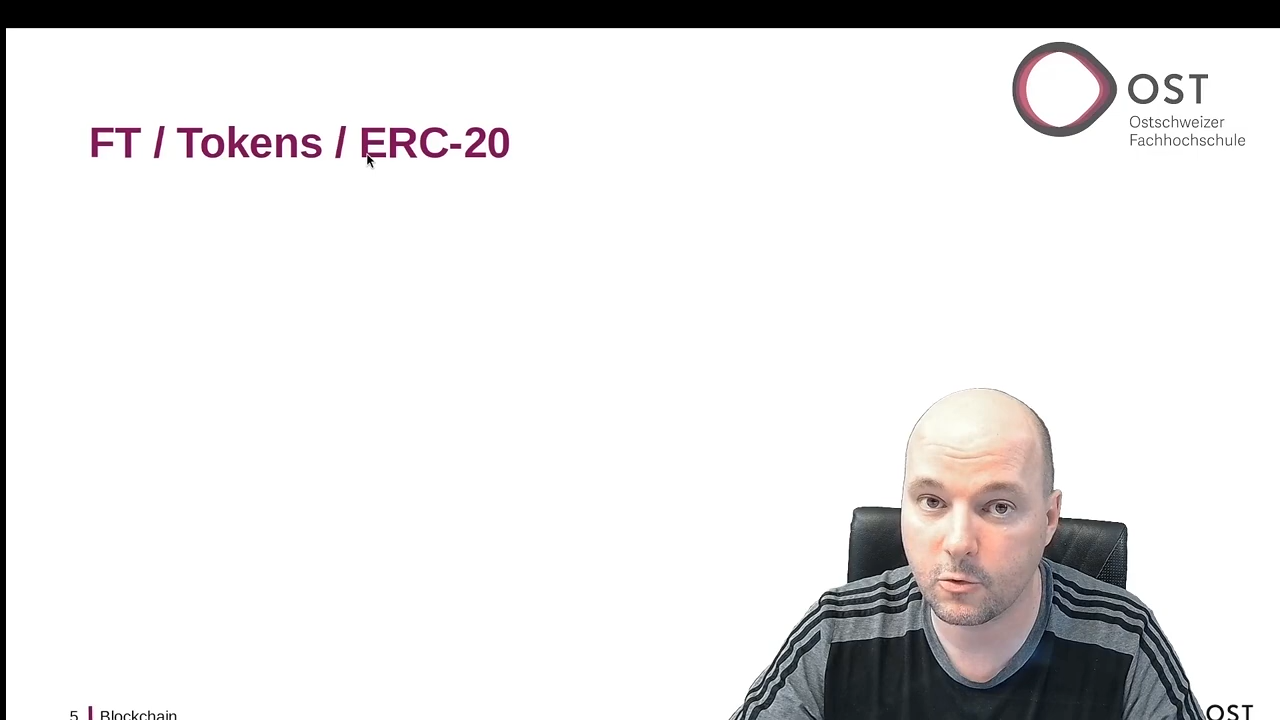 OST
Ostschweizer
Fachhochschule
FT / Tokens / ERC-20
5 Blockchain
OST